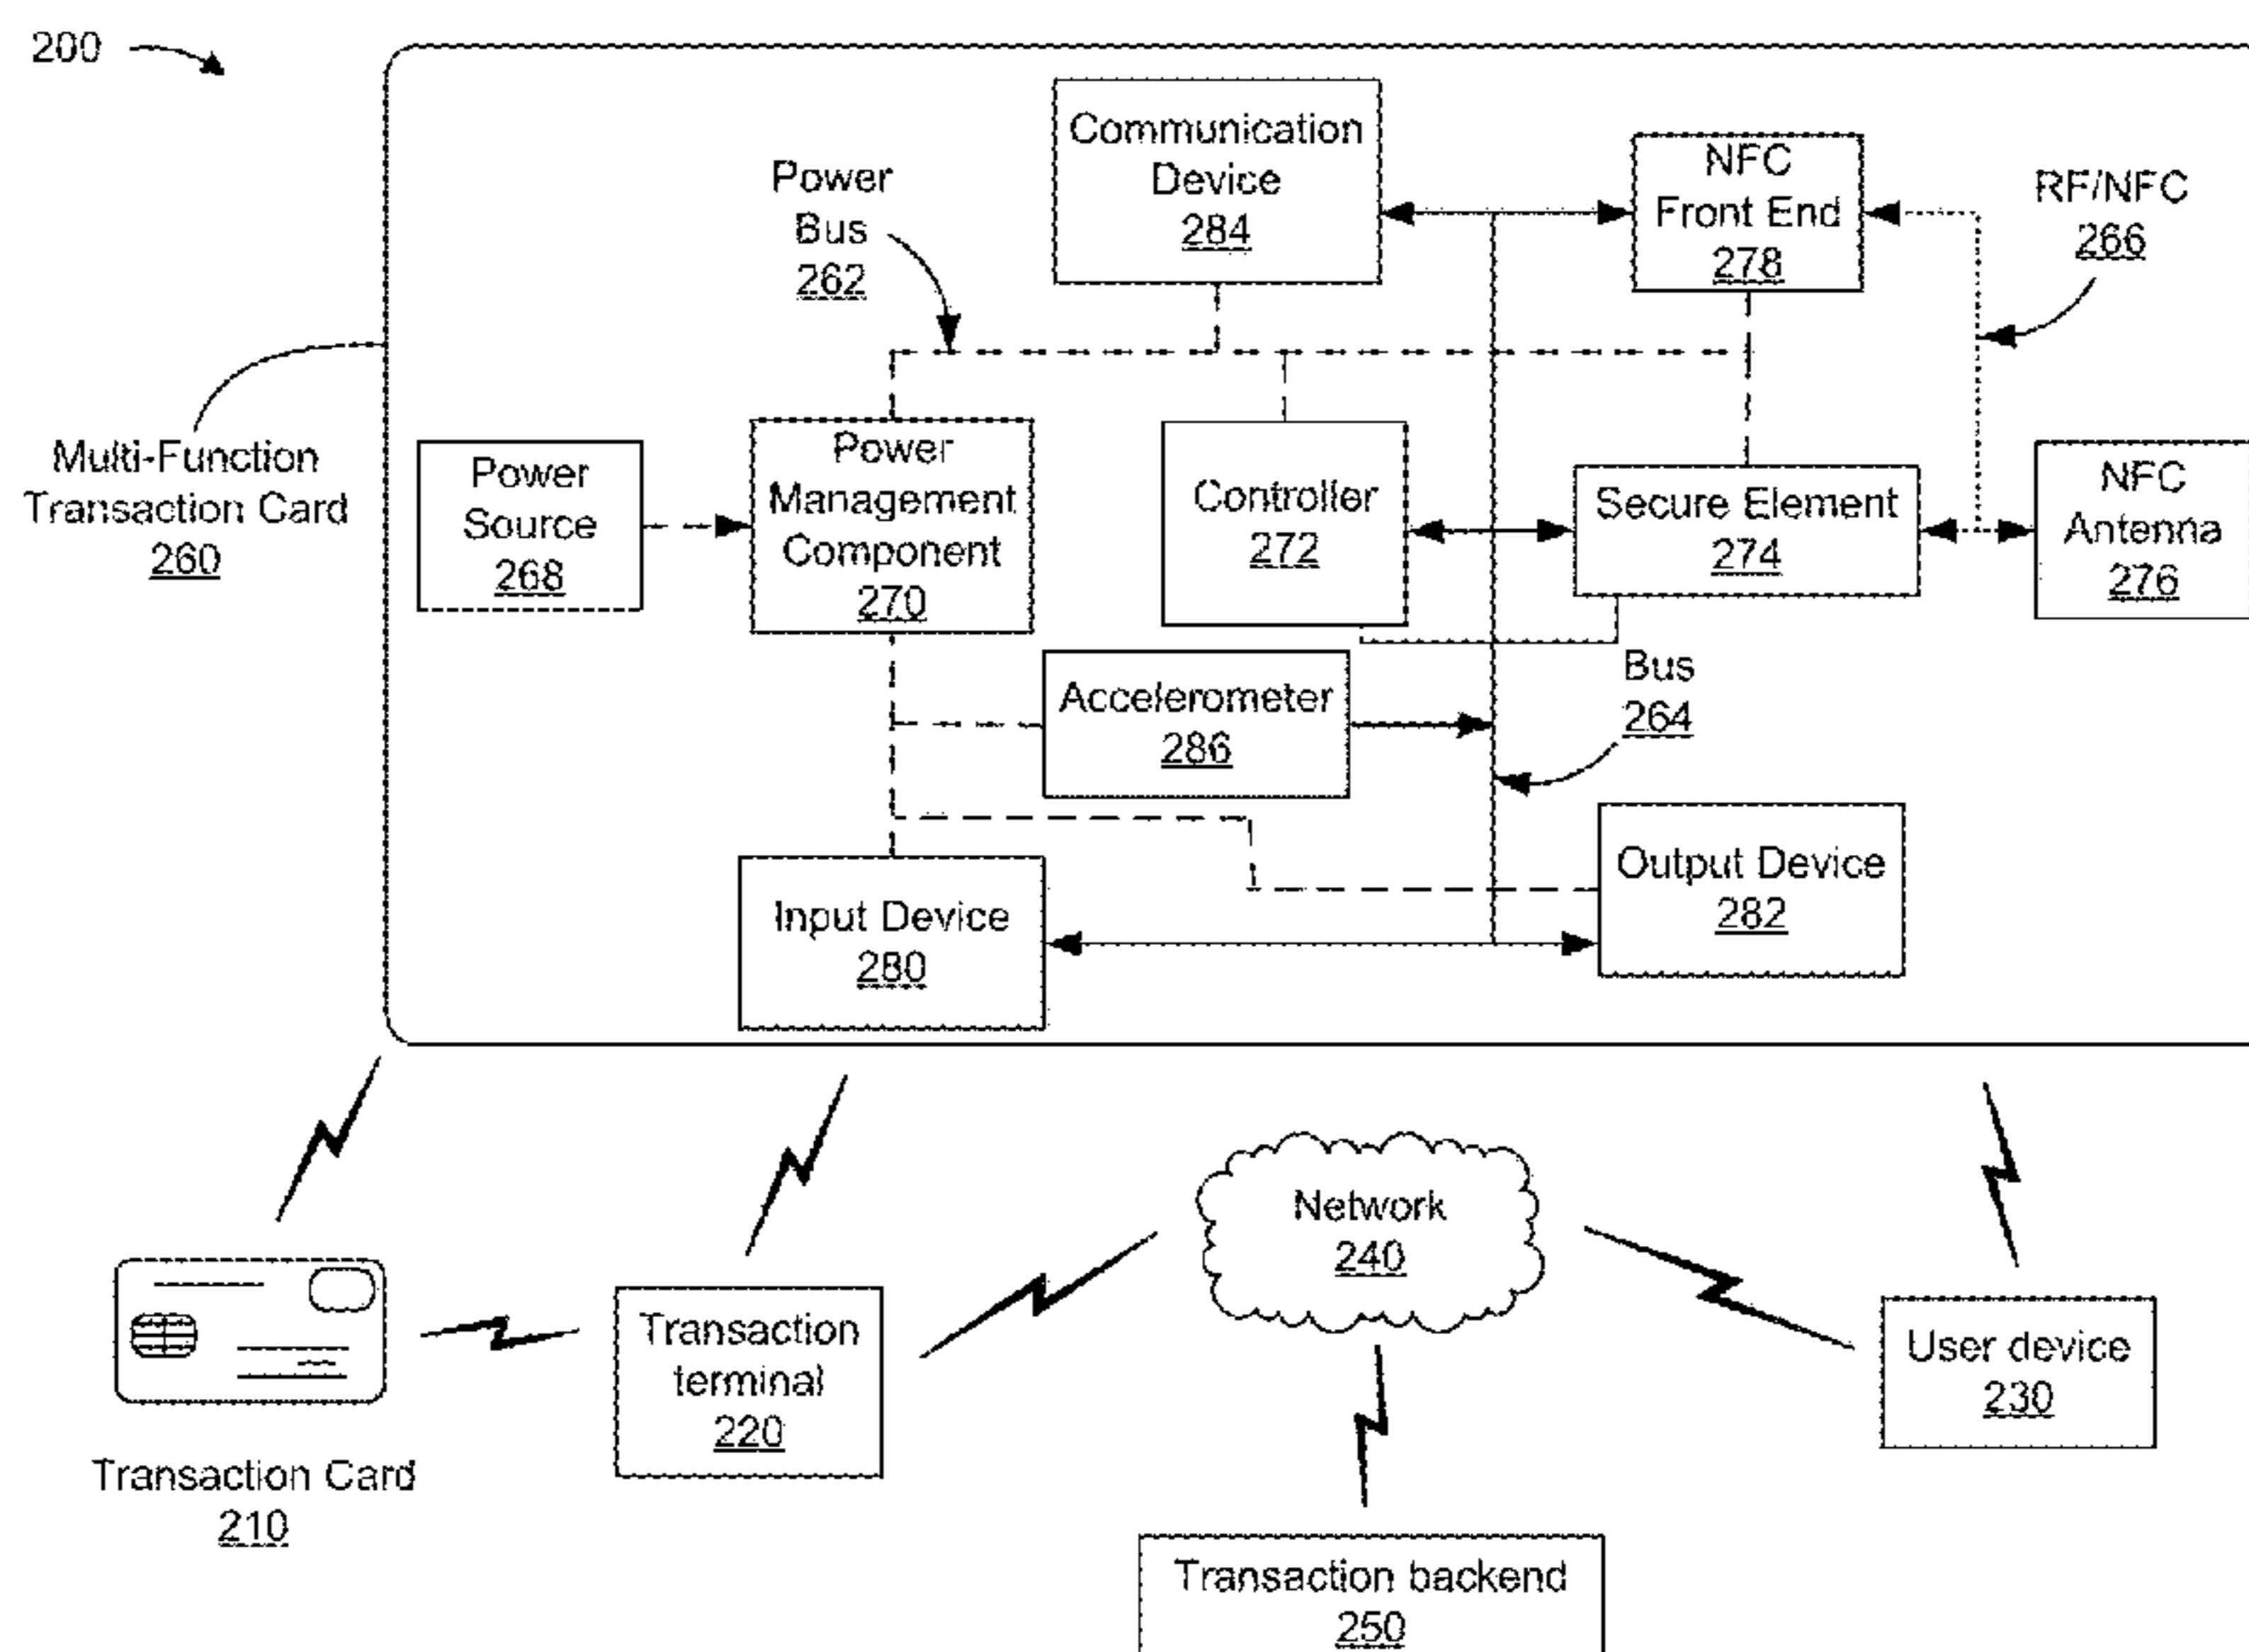 200
Communication
Device
284
NFC
Front End
278
RF/NFC
266
Power
Bus
262
Multi-Function
Transaction Card
260
Power
Source
268
Power
Management
Component
270
Controller
272
Secure Element
274
NFC
Antenna
276
Accelerometer
286
Bus
264
Input Device
280
Output Device
282
Network
240
Transaction Card
210
Transaction
terminal
220
User device
230
Transaction backend
250